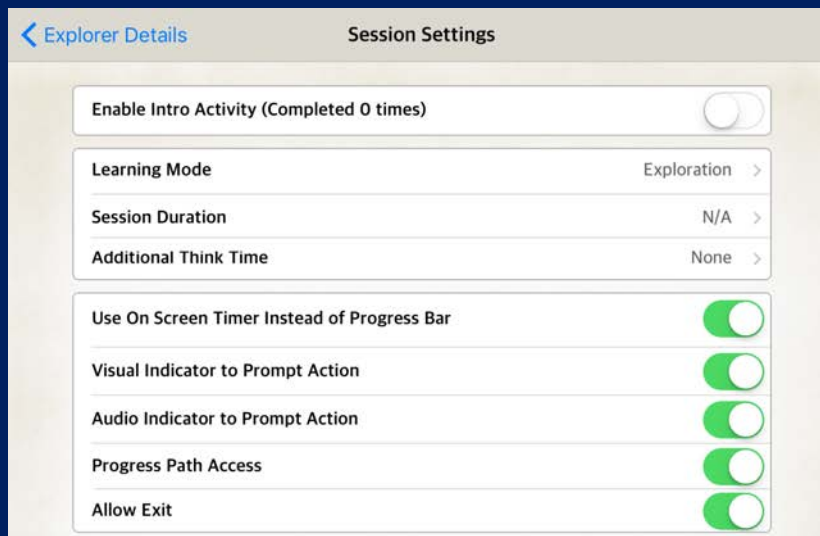 Explorer Details
Session Settings
Enable Intro Activity (Completed 0 times)
Learning Mode Exploration
Session Duration N/A
Additional Think Time None
Use On Screen Timer Instead of Progress Bar
Visual Indicator to Prompt Action
Audio Indicator to Prompt Action
Progress Path Access
Allow Exit